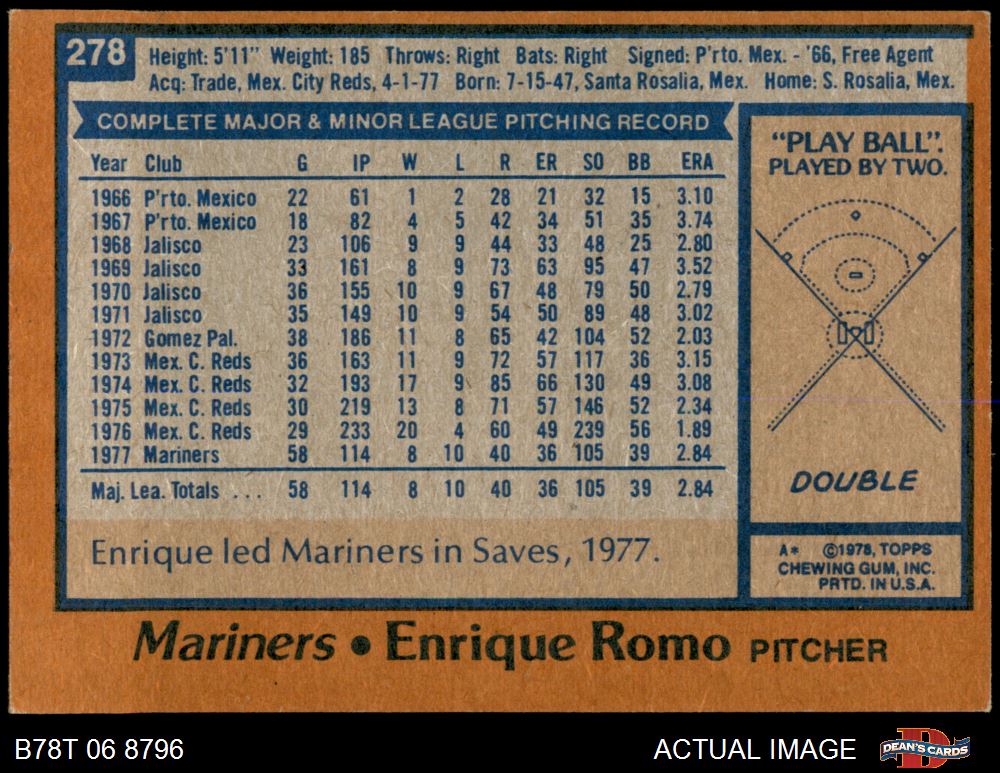 278
Height: 5'11" Weight: 185 Throws: Right Bats: Right Signed: P'rto. Mex. - '66, Free Agent
Acq: Trade, Mex. City Reds, 4-1-77 Born: 7-15-47, Santa Rosalia, Mex. Home: S. Rosalia, Mex.
COMPLETE MAJOR & MINOR LEAGUE PITCHING RECORD
Year Club G IP W L R ER SO BB ERA
1966 P'rto. Mexico 22 61 1 2 28 21 32 15 3.10
1967 P'rto. Mexico 18 82 4 5 42 34 51 35 3.74
1968 Jalisco 23 106 9 9 44 33 48 25 2.80
1969 Jalisco 33 161 8 9 73 63 95 47 3.52
1970 Jalisco 36 155 10 9 67 48 79 50 2.79
1971 Jalisco 35 149 10 9 54 50 89 48 3.02
1972 Gomez Pal. 38 186 11 8 65 42 104 52 2.03
1973 Mex. C. Reds 36 163 11 9 72 57 117 36 3.15
1974 Mex. C. Reds 32 193 17 9 85 66 130 49 3.08
1975 Mex. C. Reds 30 219 13 8 71 57 146 52 2.34
1976 Mex. C. Reds 29 233 20 4 60 49 239 56 1.89
1977 Mariners 58 114 8 10 40 36 105 39 2.84
Maj. Lea. Totals ... 58 114 8 10 40 36 105 39 2.84
Enrique led Mariners in Saves, 1977.
"PLAY BALL".
PLAYED BY TWO.
DOUBLE
A* ©1978, TOPPS
CHEWING GUM, INC.
PRTD. IN U.S.A.
Mariners • Enrique Romo PITCHER
B78T 06 8796
ACTUAL IMAGE
DEAN'S CARDS